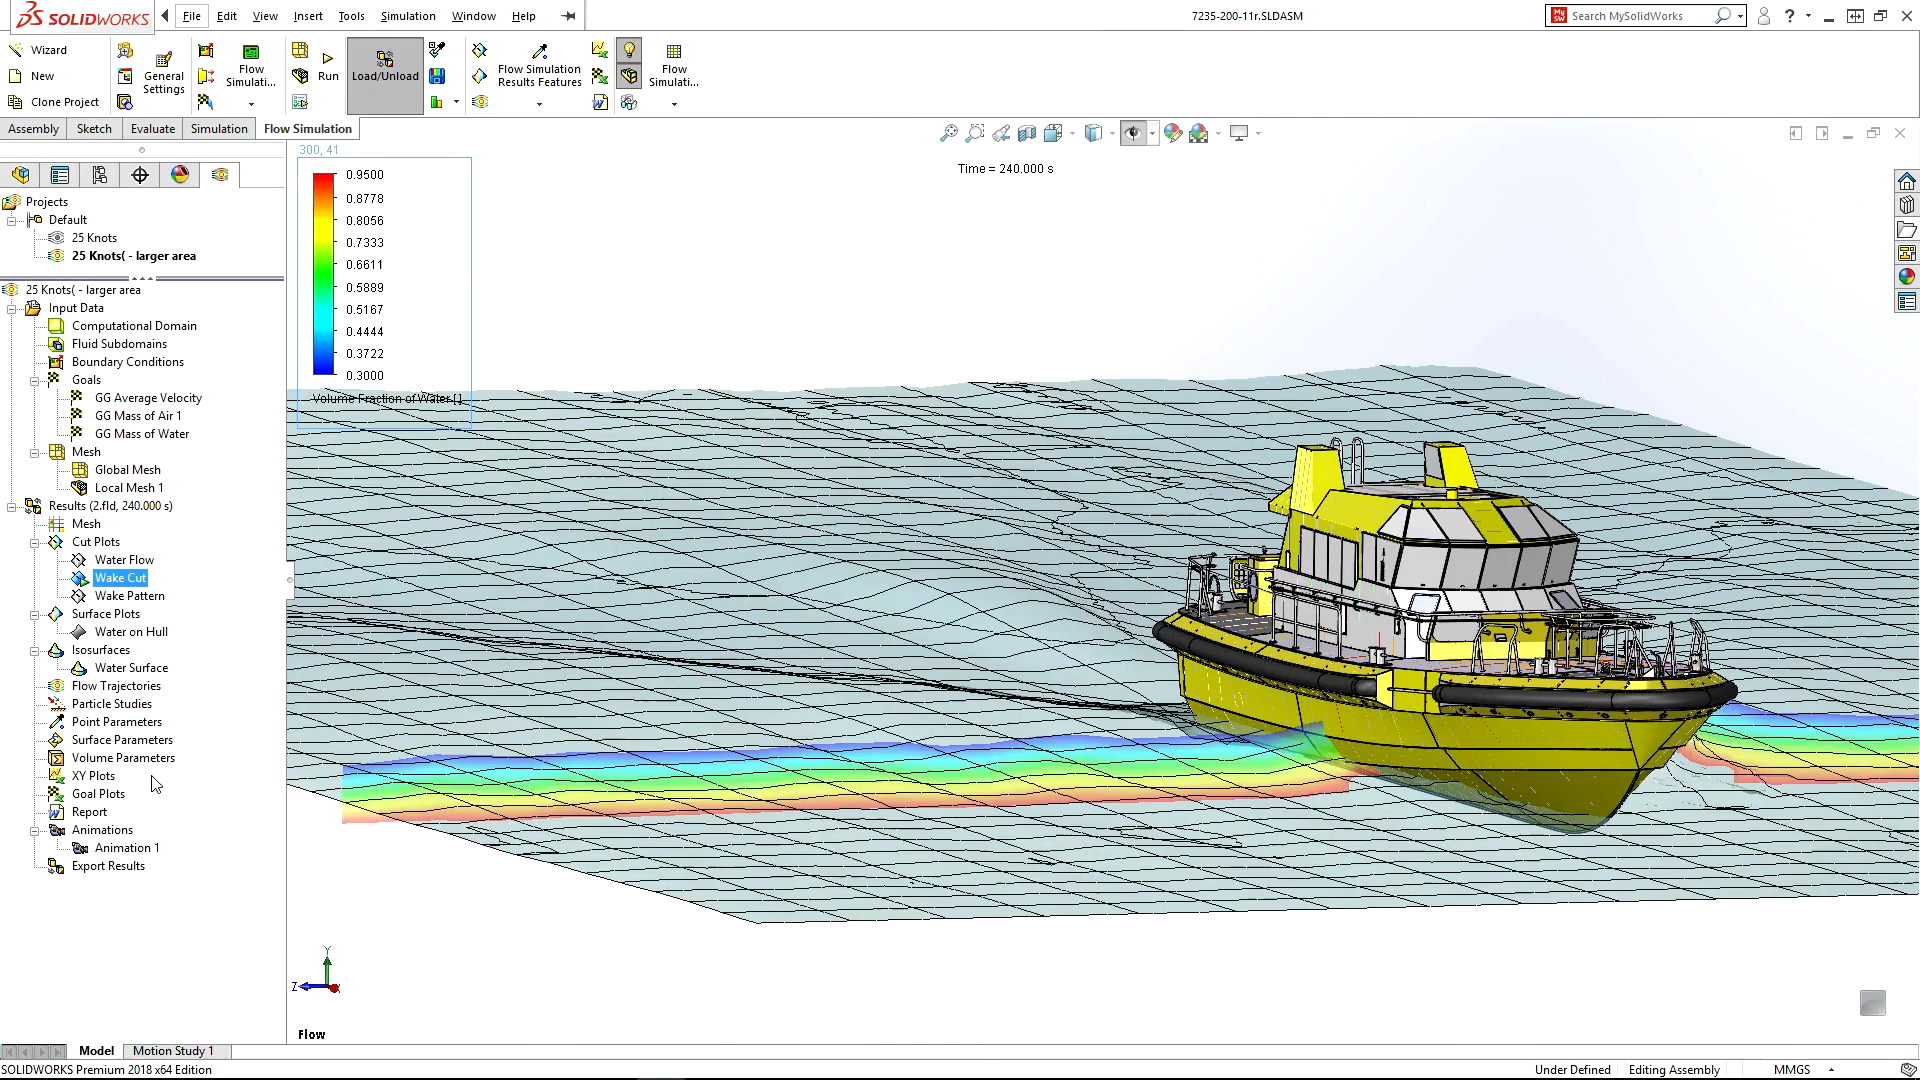 SOLIDWORKS
File Edit View Insert Tools Simulation Window Help
7235-200-11r.SLDASM
Search MySolidWorks
Wizard
New
Clone Project
General Settings
Flow Simulati...
Run
Load/Unload
Flow Simulation Results Features
Flow Simulati...
Assembly Sketch Evaluate Simulation Flow Simulation
Projects
Default
25 Knots
25 Knots( - larger area
25 Knots( - larger area
Input Data
Computational Domain
Fluid Subdomains
Boundary Conditions
Goals
GG Average Velocity
GG Mass of Air 1
GG Mass of Water
Mesh
Global Mesh
Local Mesh 1
Results (2.fld, 240.000 s)
Mesh
Cut Plots
Water Flow
Wake Cut
Wake Pattern
Surface Plots
Water on Hull
Isosurfaces
Water Surface
Flow Trajectories
Particle Studies
Point Parameters
Surface Parameters
Volume Parameters
XY Plots
Goal Plots
Report
Animations
Animation 1
Export Results
300, 41
0.9500
0.8778
0.8056
0.7333
0.6611
0.5889
0.5167
0.4444
0.3722
0.3000
Volume Fraction of Water [ ]
Time = 240.000 s
Y
Z
Flow
Model Motion Study 1
SOLIDWORKS Premium 2018 x64 Edition
Under Defined Editing Assembly MMGS